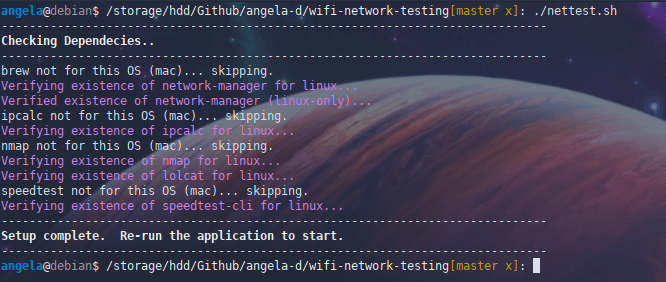 angela@debian$ /storage/hdd/Github/angela-d/wifi-network-testing[master x]: ./nettest.sh
--------------------------------------------------------------------------------
Checking Dependecies..
--------------------------------------------------------------------------------
brew not for this OS (mac)... skipping.
Verifying existence of network-manager for linux...
Verified existence of network-manager (linux-only)...
ipcalc not for this OS (mac)... skipping.
Verifying existence of ipcalc for linux...
nmap not for this OS (mac)... skipping.
Verifying existence of nmap for linux...
Verifying existence of lolcat for linux...
speedtest not for this OS (mac)... skipping.
Verifying existence of speedtest-cli for linux...
--------------------------------------------------------------------------------
Setup complete.  Re-run the application to start.
--------------------------------------------------------------------------------
angela@debian$ /storage/hdd/Github/angela-d/wifi-network-testing[master x]: